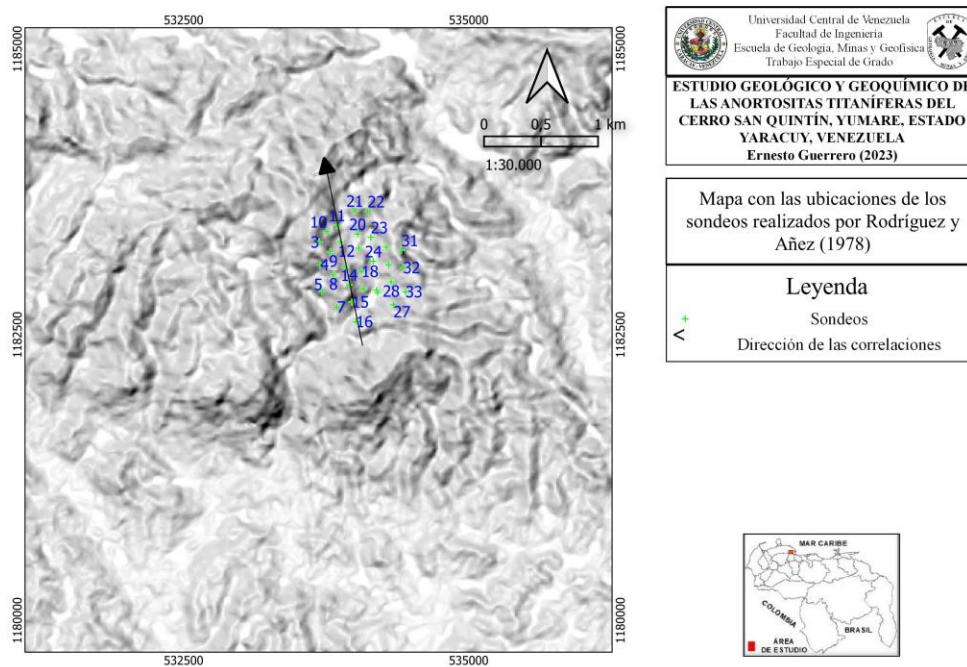 532500
535000
1185000
1185000
0 0,5 1 km
1:30.000
21 22
10 11
20 23
3
12
31
4 9
24
18
32
5 8 14
28 33
7 15
27
16
1182500
1182500
1180000
1180000
532500
535000
Universidad Central de Venezuela
Facultad de Ingeniería
Escuela de Geología, Minas y Geofísica
Trabajo Especial de Grado
ESTUDIO GEOLÓGICO Y GEOQUÍMICO DE
LAS ANORTOSITAS TITANÍFERAS DEL
CERRO SAN QUINTÍN, YUMARE, ESTADO
YARACUY, VENEZUELA
Ernesto Guerrero (2023)
Mapa con las ubicaciones de los
sondeos realizados por Rodríguez y
Añez (1978)
Leyenda
Sondeos
Dirección de las correlaciones
MAR CARIBE
COLOMBIA
BRASIL
ÁREA
DE ESTUDIO